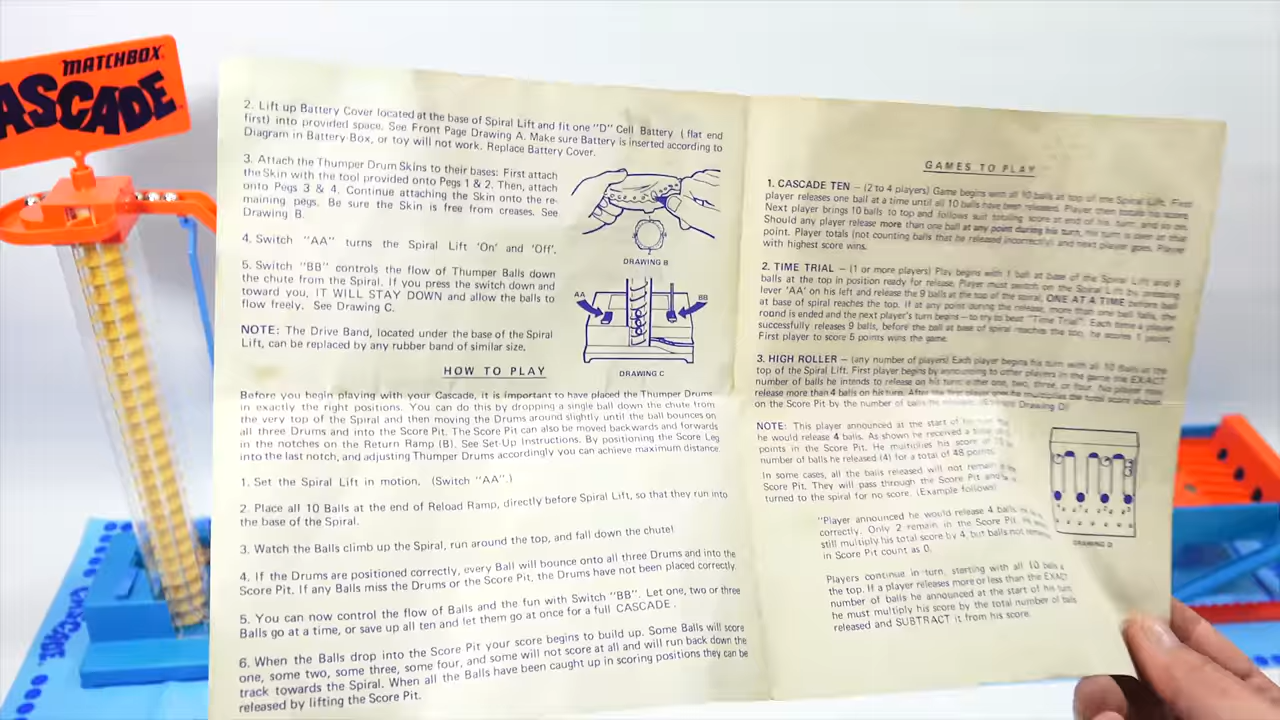 MATCHBOX
ASCADE
2. Lift up Battery Cover located at the base of Spiral Lift and fit one "D" Cell Battery (flat end
first) into provided space. See Front Page Drawing A. Make sure Battery is inserted according to
Diagram in Battery Box, or toy will not work. Replace Battery Cover.
3. Attach the Thumper Drum Skins to their bases: First attach
the Skin with the tool provided onto Pegs 1 & 2. Then, attach
onto Pegs 3 & 4. Continue attaching the Skin onto the re-
maining pegs. Be sure the Skin is free from creases. See
Drawing B.
DRAWING B
4. Switch "AA" turns the Spiral Lift 'On' and 'Off'.
5. Switch "BB" controls the flow of Thumper Balls down
the chute from the Spiral. If you press the switch down and
toward you, IT WILL STAY DOWN and allow the balls to
flow freely. See Drawing C.
AA
BB
NOTE: The Drive Band, located under the base of the Spiral
Lift, can be replaced by any rubber band of similar size.
DRAWING C
HOW TO PLAY
Before you begin playing with your Cascade, it is important to have placed the Thumper Drums
in exactly the right positions. You can do this by dropping a single ball down the chute from
the very top of the Spiral and then moving the Drums around slightly until the ball bounces on
all three Drums and into the Score Pit. The Score Pit can also be moved backwards and forwards
in the notches on the Return Ramp (B). See Set-Up Instructions. By positioning the Score Leg
into the last notch, and adjusting Thumper Drums accordingly you can achieve maximum distance.
1. Set the Spiral Lift in motion. (Switch "AA".)
2. Place all 10 Balls at the end of Reload Ramp, directly before Spiral Lift, so that they run into
the base of the Spiral.
3. Watch the Balls climb up the Spiral, run around the top, and fall down the chute!
4. If the Drums are positioned correctly, every Ball will bounce onto all three Drums and into the
Score Pit. If any Balls miss the Drums or the Score Pit, the Drums have not been placed correctly.
5. You can now control the flow of Balls and the fun with Switch "BB". Let one, two or three
Balls go at a time, or save up all ten and let them go at once for a full CASCADE.
6. When the Balls drop into the Score Pit your score begins to build up. Some Balls will score
one, some two, some three, some four, and some will not score at all and will run back down the
track towards the Spiral. When all the Balls have been caught up in scoring positions they can be
released by lifting the Score Pit.
GAMES TO PLAY
1. CASCADE TEN — (2 to 4 players) Game begins with all 10 balls at top of the Spiral Lift. First
player releases one ball at a time until all 10 balls have been released. Player then totals his score.
Next player brings 10 balls to top and follows suit totaling score at end of his turn, and so on.
Should any player release more than one ball at any point during his turn, his turn is over at that
point. Player totals (not counting balls that he released incorrectly) and next player goes. Player
with highest score wins.
2. TIME TRIAL — (1 or more players) Play begins with 1 ball at base of the Spiral Lift and 9
balls at the top in position ready for release. Player must switch on the Spiral Lift by pressing
lever 'AA' on his left and release the 9 balls at the top of the spiral, ONE AT A TIME before ball
at base of spiral reaches the top. If at any point during the release, more than one ball falls, the
round is ended and the next player's turn begins — to try to beat "Time Trial". Each time a player
successfully releases 9 balls, before the ball at base of spiral reaches the top, he scores 1 point.
First player to score 5 points wins the game.
3. HIGH ROLLER — (any number of players) Each player begins his turn with all 10 Balls at the
top of the Spiral Lift. First player begins by announcing to other players in the game the EXACT
number of balls he intends to release on his turn: either one, two, three, or four. No player may
release more than 4 balls on his turn. After the first player goes he multiplies the total score shown
on the Score Pit by the number of balls he released. (Example Drawing D)
NOTE: This player announced at the start of his turn
he would release 4 balls. As shown he received a total
points in the Score Pit. He multiplies his score of
number of balls he released (4) for a total of 48 points.
In some cases, all the balls released will not remain in
Score Pit. They will pass through the Score Pit and be
turned to the spiral for no score. (Example follows)
"Player announced he would release 4 balls
correctly. Only 2 remain in the Score Pit. He
still multiply his total score by 4, but balls not
in Score Pit count as 0.
DRAWING D
Players continue in turn, starting with all 10 balls
the top. If a player releases more or less than the EXACT
number of balls he announced at the start of his turn
he must multiply his score by the total number of balls
released and SUBTRACT it from his score.
CASCADE